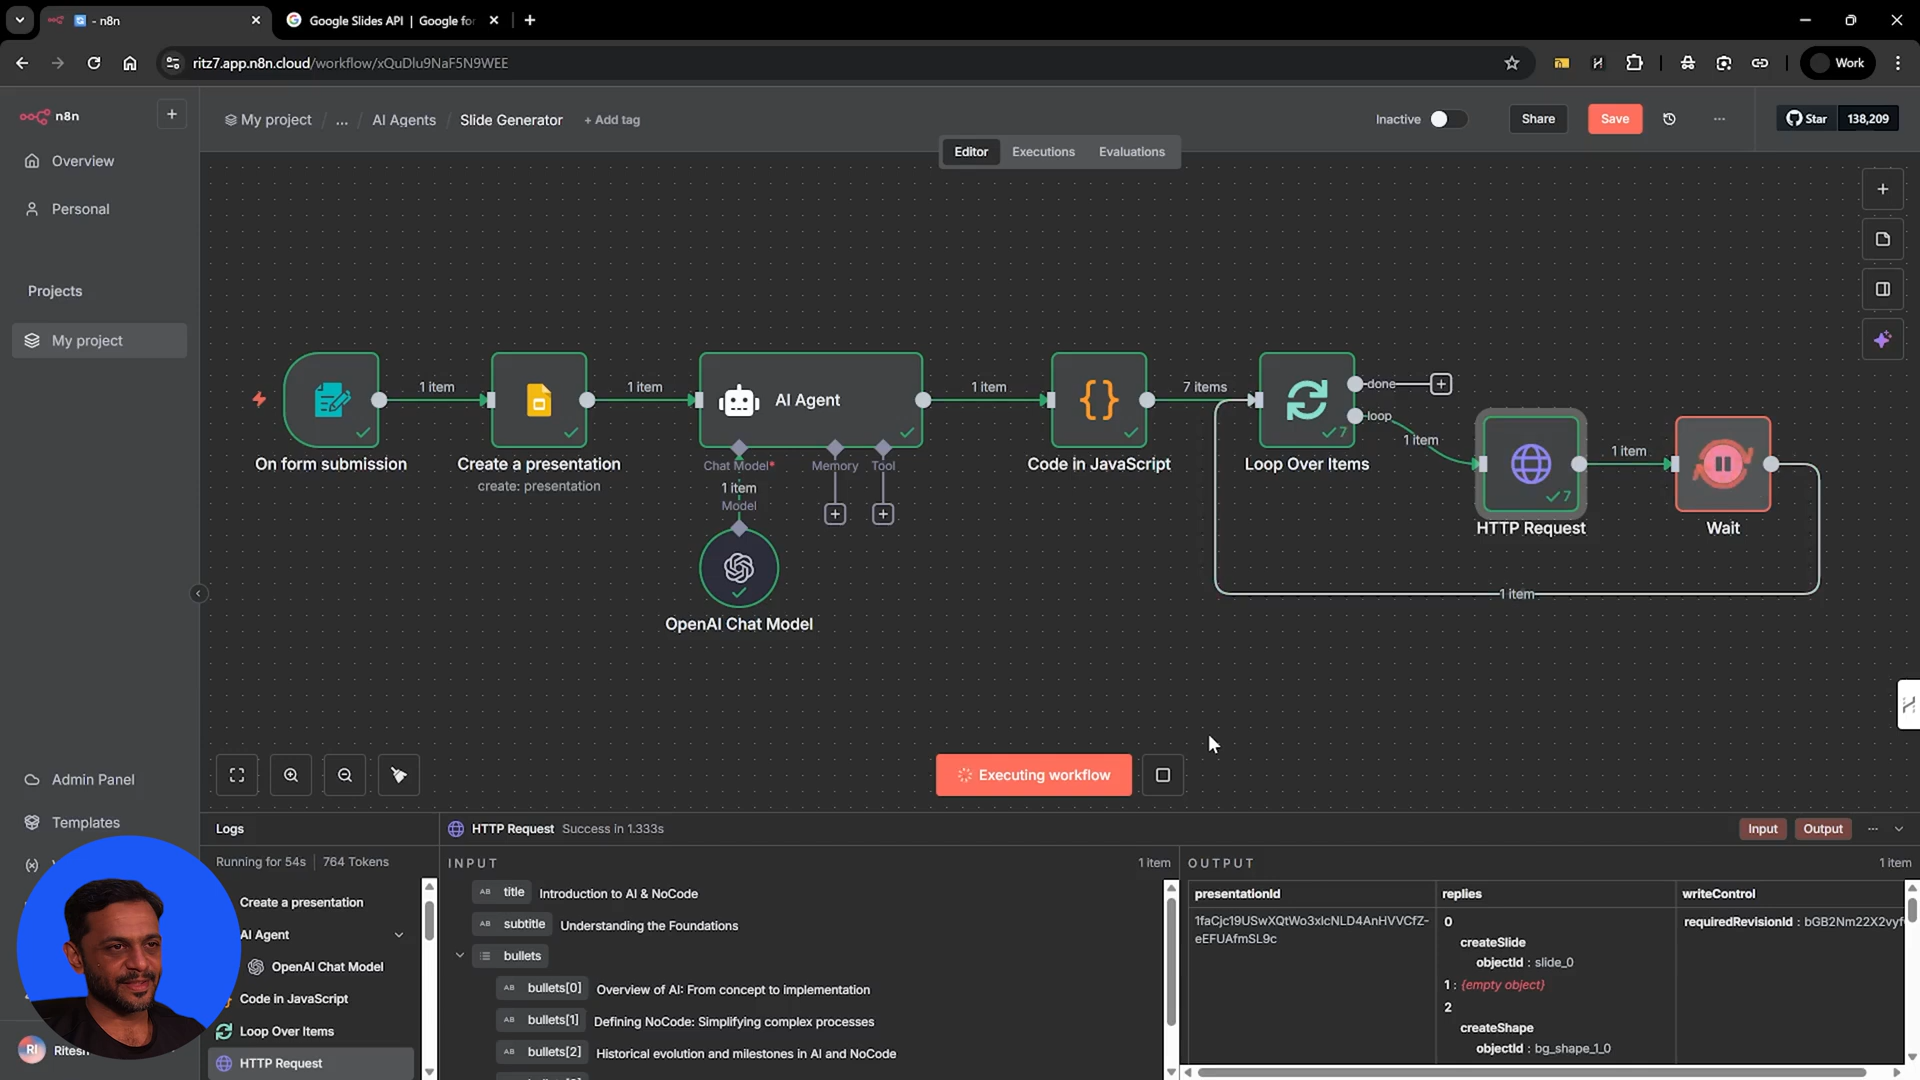 - n8n
Google Slides API | Google for
ritz7.app.n8n.cloud/workflow/xQuDlu9NaF5N9WEE
Work
n8n
My project / ... / AI Agents / Slide Generator + Add tag
Inactive
Share
Save
Star 138,209
Editor
Executions
Evaluations
Overview
Personal
Projects
My project
Admin Panel
Templates
1 item
1 item
AI Agent
1 item
7 items
done
loop
1 item
1 item
On form submission
Create a presentation
create: presentation
Chat Model*
Memory
Tool
1 item
Model
OpenAI Chat Model
Code in JavaScript
Loop Over Items
HTTP Request
Wait
7
7
1 item
Executing workflow
Logs
Running for 54s | 764 Tokens
Create a presentation
AI Agent
OpenAI Chat Model
Code in JavaScript
Loop Over Items
HTTP Request
RI
HTTP Request Success in 1.333s
Input
Output
INPUT
1 item
AB title Introduction to AI & NoCode
AB subtitle Understanding the Foundations
bullets
AB bullets[0] Overview of AI: From concept to implementation
AB bullets[1] Defining NoCode: Simplifying complex processes
AB bullets[2] Historical evolution and milestones in AI and NoCode
OUTPUT
1 item
presentationId
replies
writeControl
1faCjc19USwXQtWo3xlcNLD4AnHVVCfZ-
eEFUAfmSL9c
0
createSlide
objectId : slide_0
1 : {empty object}
2
createShape
objectId : bg_shape_1_0
requiredRevisionId : bGB2Nm22X2vyf